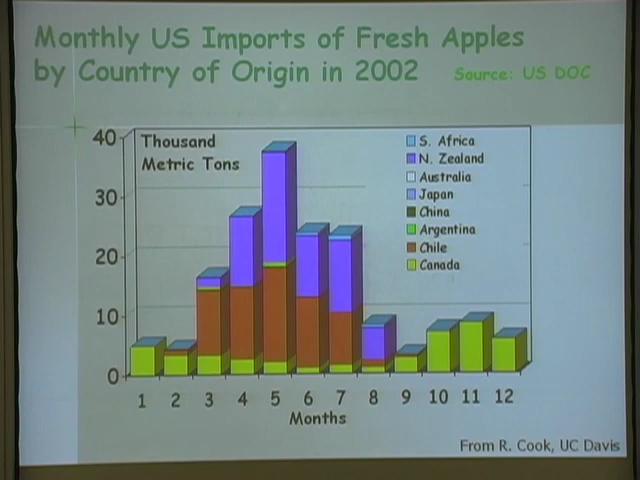 Monthly US Imports of Fresh Apples
by Country of Origin in 2002 Source: US DOC
40
30
20
10
0
Thousand
Metric Tons
S. Africa
N. Zealand
Australia
Japan
China
Argentina
Chile
Canada
1 2 3 4 5 6 7 8 9 10 11 12
Months
From R. Cook, UC Davis